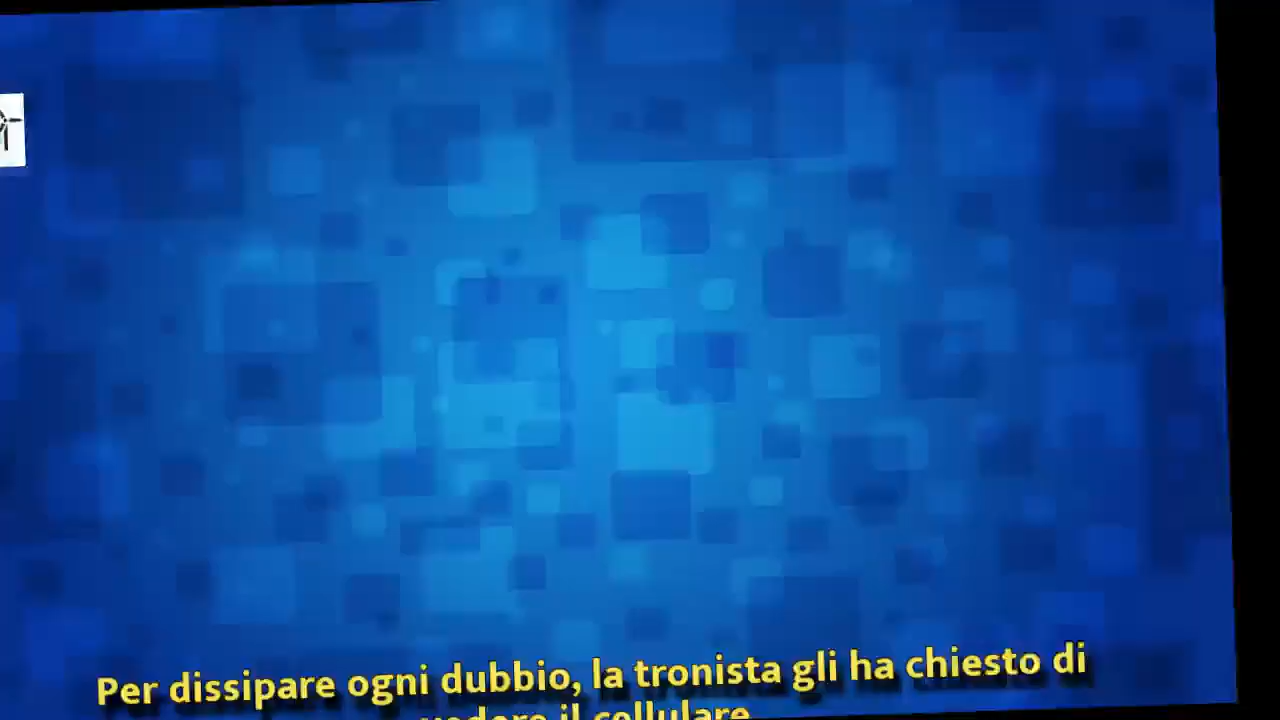 Per dissipare ogni dubbio, la tronista gli ha chiesto di
vedere il cellulare